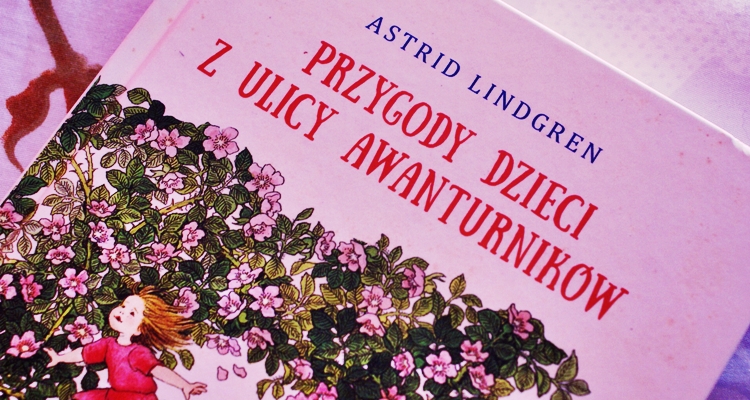 ASTRID LINDGREN
PRZYGODY DZIECI
Z ULICY AWANTURNIKÓW